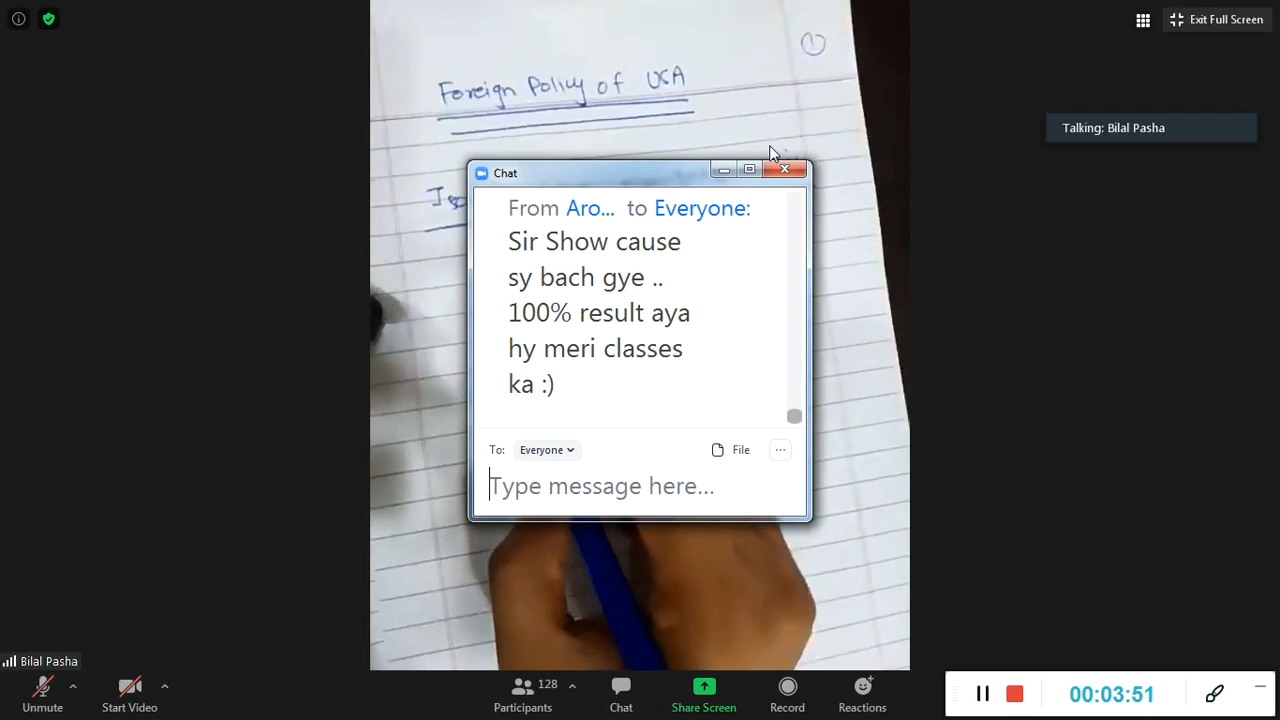 Exit Full Screen
Foreign Policy of USA
1
Talking: Bilal Pasha
Chat
From Aro... to Everyone:
Sir Show cause
sy bach gye ..
100% result aya
hy meri classes
ka :)
To: Everyone
File
Type message here...
Bilal Pasha
Unmute
Start Video
128
Participants
Chat
Share Screen
Record
Reactions
00:03:51